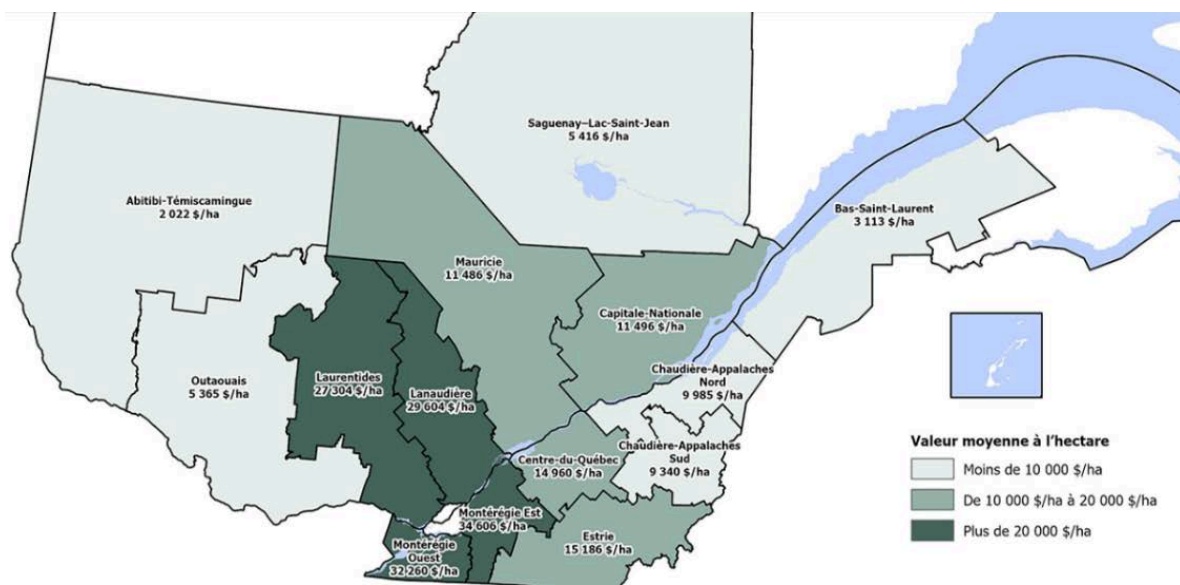 Saguenay–Lac-Saint-Jean
5 416 $/ha
Abitibi-Témiscamingue
2 022 $/ha
Bas-Saint-Laurent
3 113 $/ha
Mauricie
11 486 $/ha
Capitale-Nationale
11 496 $/ha
Outaouais
5 365 $/ha
Laurentides
27 304 $/ha
Lanaudière
29 604 $/ha
Chaudière-Appalaches
Nord
9 985 $/ha
Chaudière-Appalaches
Sud
9 340 $/ha
Centre-du-Québec
14 960 $/ha
Montérégie Est
34 606 $/ha
Estrie
15 186 $/ha
Montérégie
Ouest
32 260 $/ha
Valeur moyenne à l'hectare
Moins de 10 000 $/ha
De 10 000 $/ha à 20 000 $/ha
Plus de 20 000 $/ha